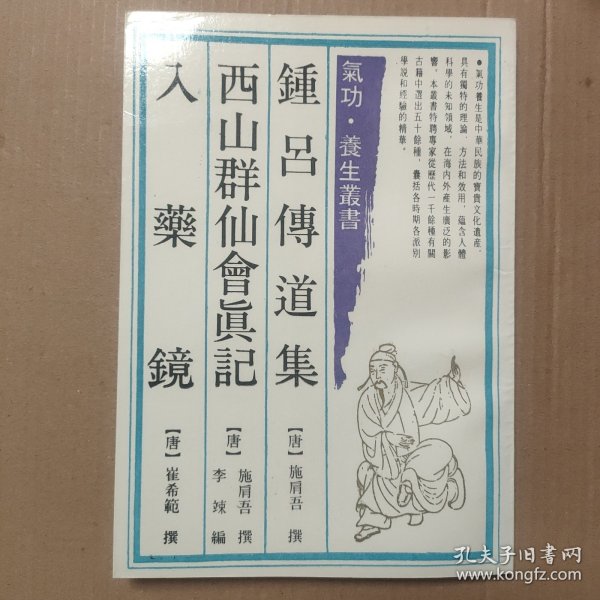 ●氣功養生是中華民族的寶貴文化遺產，
具有獨特的理論、方法和效用，蘊含人體
科學的未知領域，在海內外產生廣泛的影
響。本叢書特聘專家從歷代一千餘種有關
古籍中選出五十餘種，囊括各時期各派別
學説和經驗的精華。
氣功·養生叢書
鍾呂傳道集
【唐】施肩吾 撰
西山群仙會眞記
【唐】施肩吾 撰
李竦 編
入藥鏡
【唐】崔希範 撰
孔夫子旧书网
www.kongfz.com